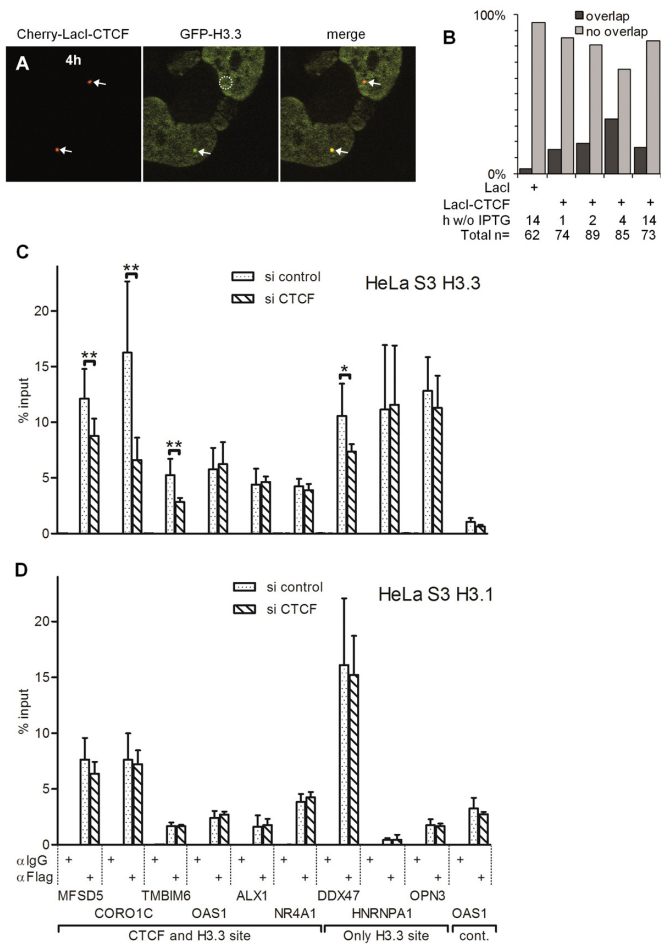 Cherry-LacI-CTCF GFP-H3.3 merge
A 4h
B
100%
overlap
no overlap
0%
LacI +
LacI-CTCF + + + +
h w/o IPTG 14 1 2 4 14
Total n= 62 74 89 85 73
C
si control
si CTCF
HeLa S3 H3.3
% input
20
15
10
5
0
** ** ** *
D
si control
si CTCF
HeLa S3 H3.1
% input
20
15
10
5
0
αIgG + + + + + + + + + +
αFlag + + + + + + + + + +
MFSD5 TMBIM6 ALX1 DDX47 OPN3
CORO1C OAS1 NR4A1 HNRNPA1 OAS1
CTCF and H3.3 site Only H3.3 site cont.